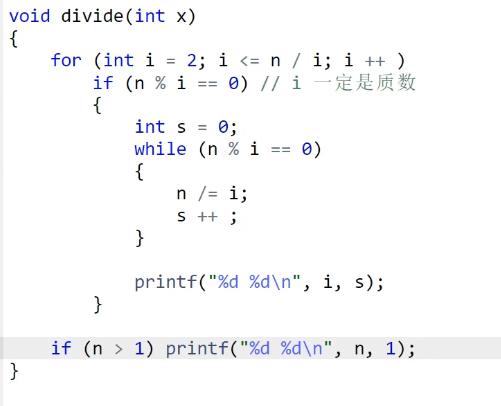 void divide(int x)
{
    for (int i = 2; i <= n / i; i ++ )
        if (n % i == 0) // i 一定是质数
        {
            int s = 0;
            while (n % i == 0)
            {
                n /= i;
                s ++ ;
            }
            printf("%d %d\n", i, s);
        }
    if (n > 1) printf("%d %d\n", n, 1);
}